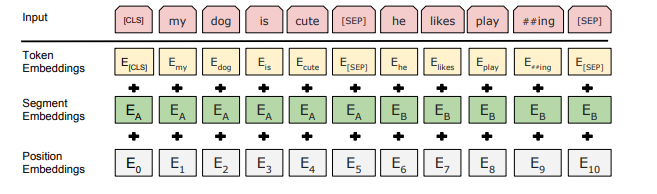 Input [CLS] my dog is cute [SEP] he likes play ##ing [SEP]
Token Embeddings E[CLS] Emy Edog Eis Ecute E[SEP] Ehe Elikes Eplay E##ing E[SEP]
Segment Embeddings EA EA EA EA EA EA EB EB EB EB EB
Position Embeddings E0 E1 E2 E3 E4 E5 E6 E7 E8 E9 E10